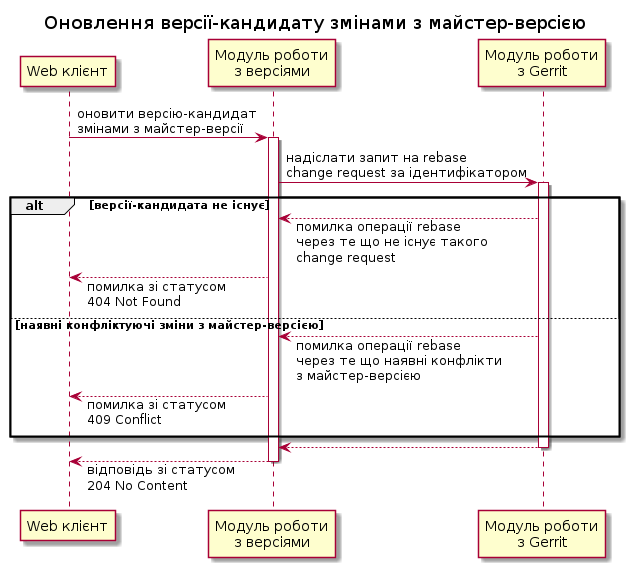 Оновлення версії-кандидату змінами з майстер-версією
Web клієнт
Модуль роботи
з версіями
Модуль роботи
з Gerrit
оновити версію-кандидат
змінами з майстер-версії
надіслати запит на rebase
change request за ідентифікатором
alt
[версії-кандидата не існує]
помилка операції rebase
через те що не існує такого
change request
помилка зі статусом
404 Not Found
[наявні конфліктуючі зміни з майстер-версією]
помилка операції rebase
через те що наявні конфлікти
з майстер-версією
помилка зі статусом
409 Conflict
відповідь зі статусом
204 No Content
Web клієнт
Модуль роботи
з версіями
Модуль роботи
з Gerrit